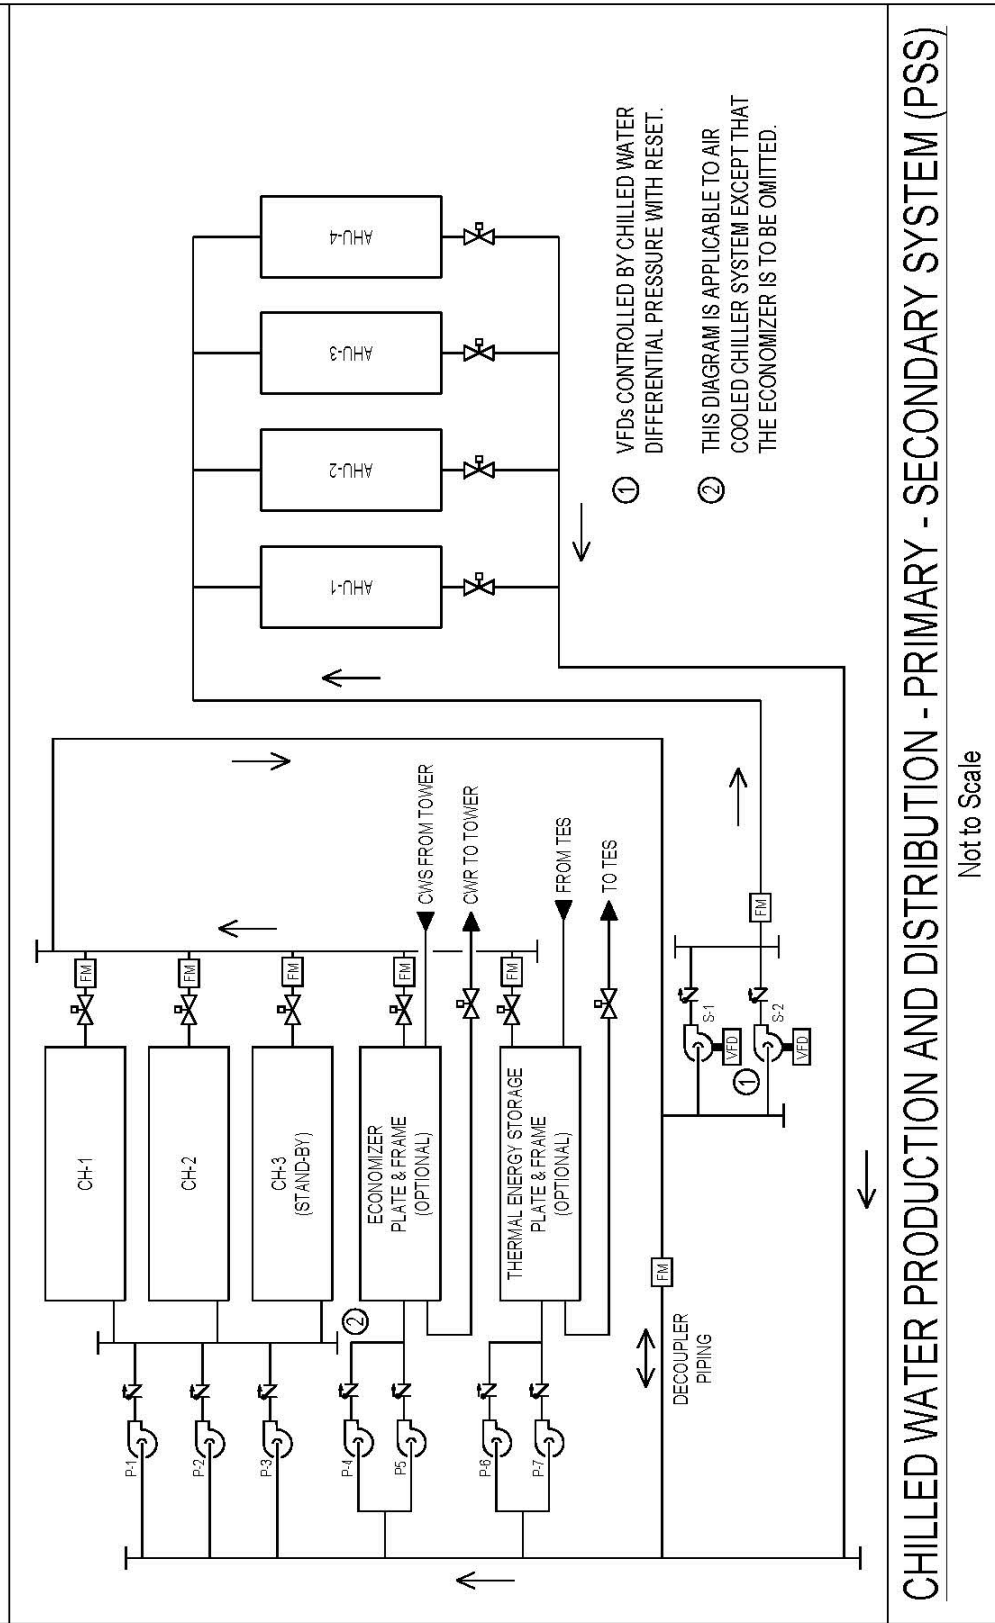 CH-1
FM
CH-2
FM
CH-3
(STAND-BY)
FM
ECONOMIZER
PLATE & FRAME
(OPTIONAL)
FM
CWS FROM TOWER
CWR TO TOWER
THERMAL ENERGY STORAGE
PLATE & FRAME
(OPTIONAL)
FM
FROM TES
TO TES
P-1
P-2
P-3
2
P-4
P5
P-6
P-7
DECOUPLER
PIPING
FM
S-1
VFD
S-2
VFD
1
FM
AHU-1
AHU-2
AHU-3
AHU-4
1 VFDs CONTROLLED BY CHILLED WATER
DIFFERENTIAL PRESSURE WITH RESET.
2 THIS DIAGRAM IS APPLICABLE TO AIR
COOLED CHILLER SYSTEM EXCEPT THAT
THE ECONOMIZER IS TO BE OMITTED.
CHILLED WATER PRODUCTION AND DISTRIBUTION - PRIMARY - SECONDARY SYSTEM (PSS)
Not to Scale